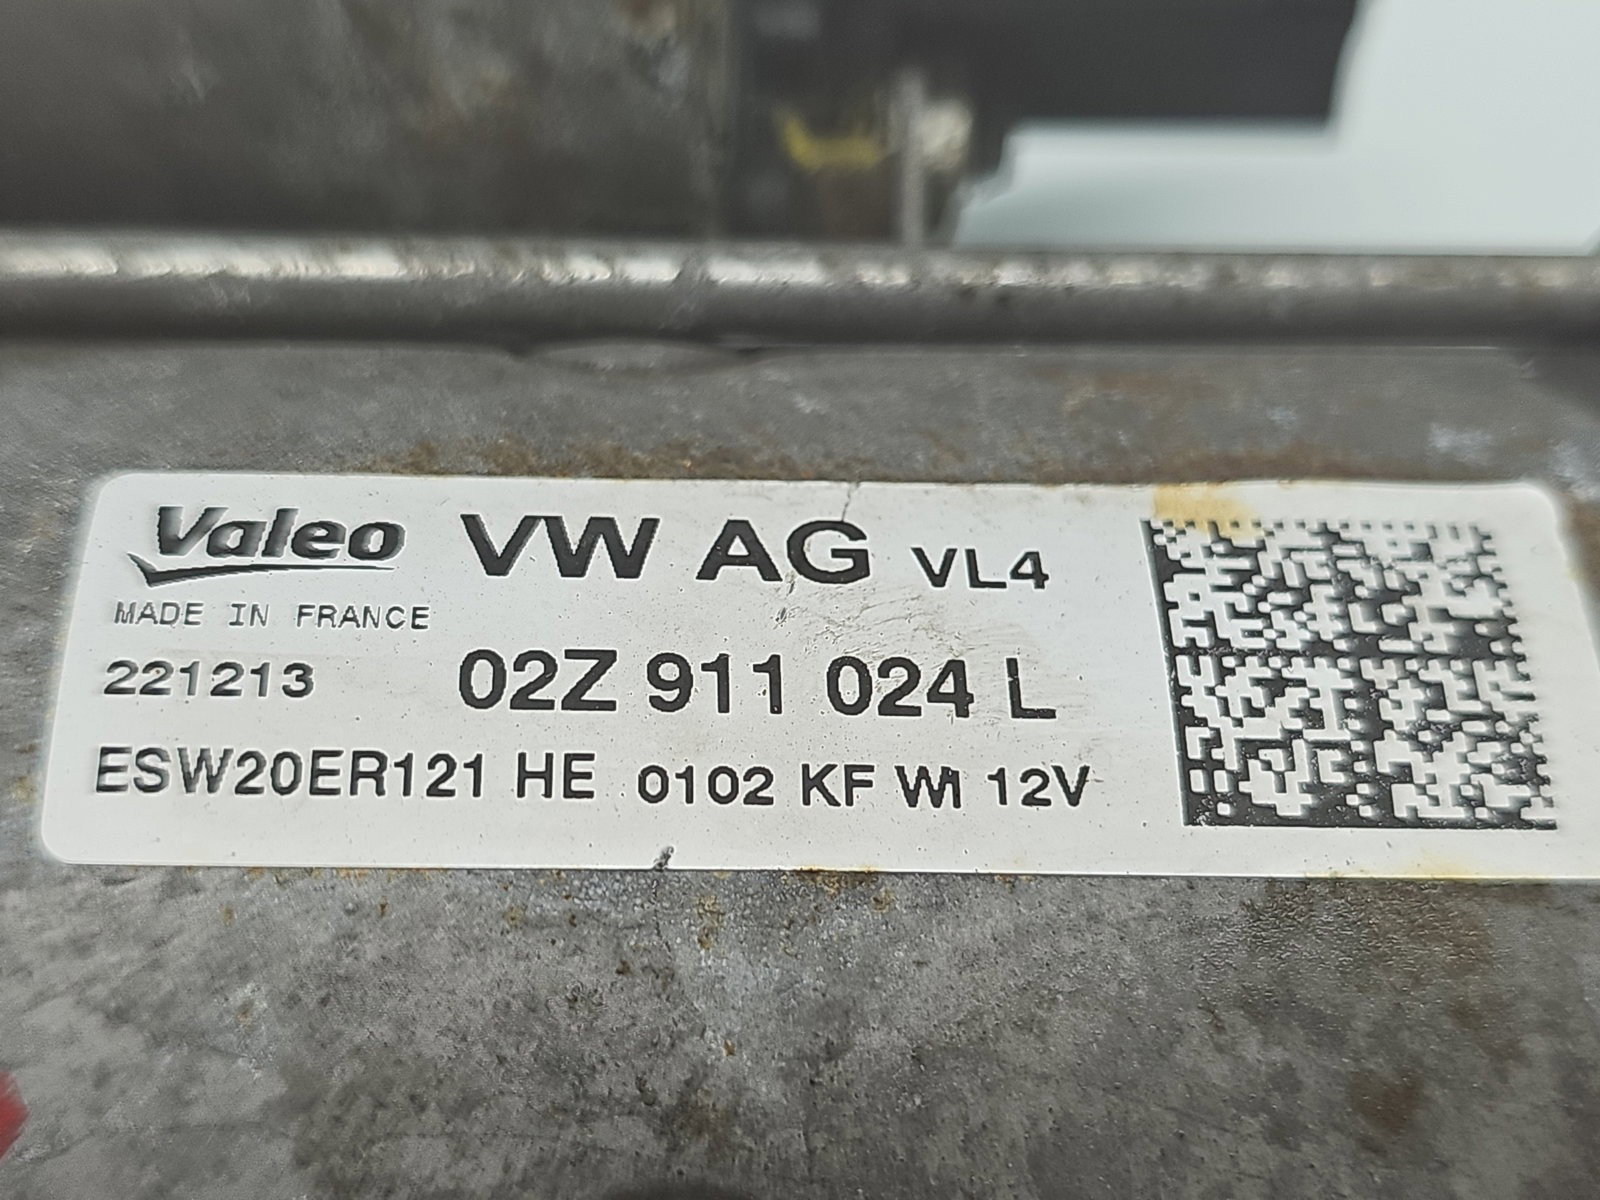 Valeo VW AG VL4
MADE IN FRANCE
221213 02Z 911 024 L
ESW20ER121 HE 0102 KF WI 12V